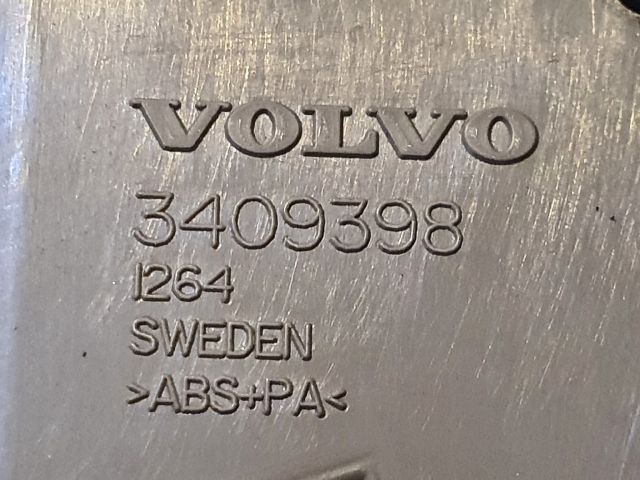 VOLVO
3409398
1264
SWEDEN
>ABS+PA<